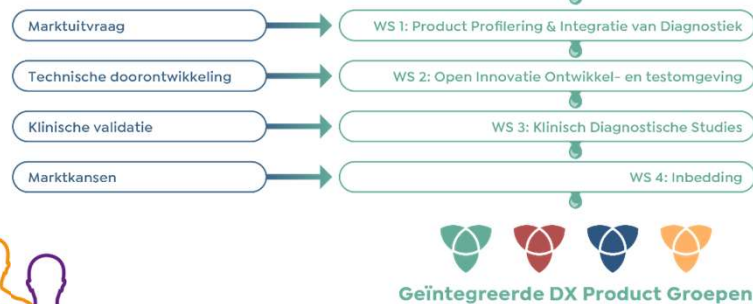 Marktuitvraag
WS 1: Product Profilering & Integratie van Diagnostiek
Technische doorontwikkeling
WS 2: Open Innovatie Ontwikkel- en testomgeving
Klinische validatie
WS 3: Klinisch Diagnostische Studies
Marktkansen
WS 4: Inbedding
Geïntegreerde DX Product Groepen